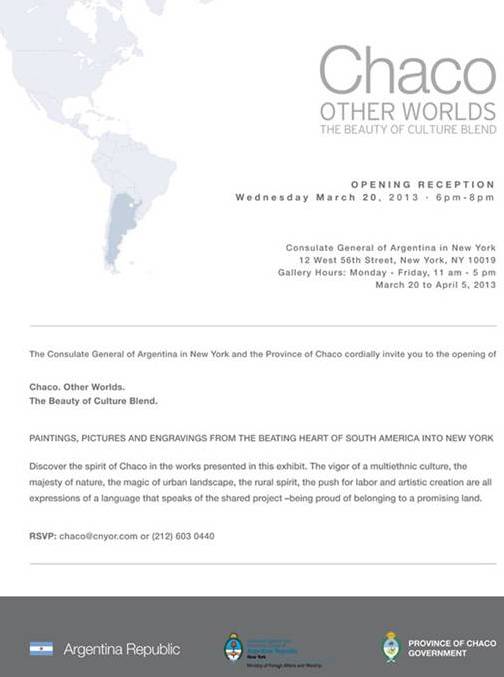 Chaco
OTHER WORLDS
THE BEAUTY OF CULTURE BLEND
OPENING RECEPTION
Wednesday March 20, 2013 · 6pm-8pm
Consulate General of Argentina in New York
12 West 56th Street, New York, NY 10019
Gallery Hours: Monday - Friday, 11 am - 5 pm
March 20 to April 5, 2013
The Consulate General of Argentina in New York and the Province of Chaco cordially invite you to the opening of
Chaco. Other Worlds.
The Beauty of Culture Blend.
PAINTINGS, PICTURES AND ENGRAVINGS FROM THE BEATING HEART OF SOUTH AMERICA INTO NEW YORK
Discover the spirit of Chaco in the works presented in this exhibit. The vigor of a multiethnic culture, the
majesty of nature, the magic of urban landscape, the rural spirit, the push for labor and artistic creation are all
expressions of a language that speaks of the shared project –being proud of belonging to a promising land.
RSVP: chaco@cnyor.com or (212) 603 0440
Argentina Republic
Argentine Republic
New York
Ministry of Foreign Affairs and Worship
PROVINCE OF CHACO
GOVERNMENT